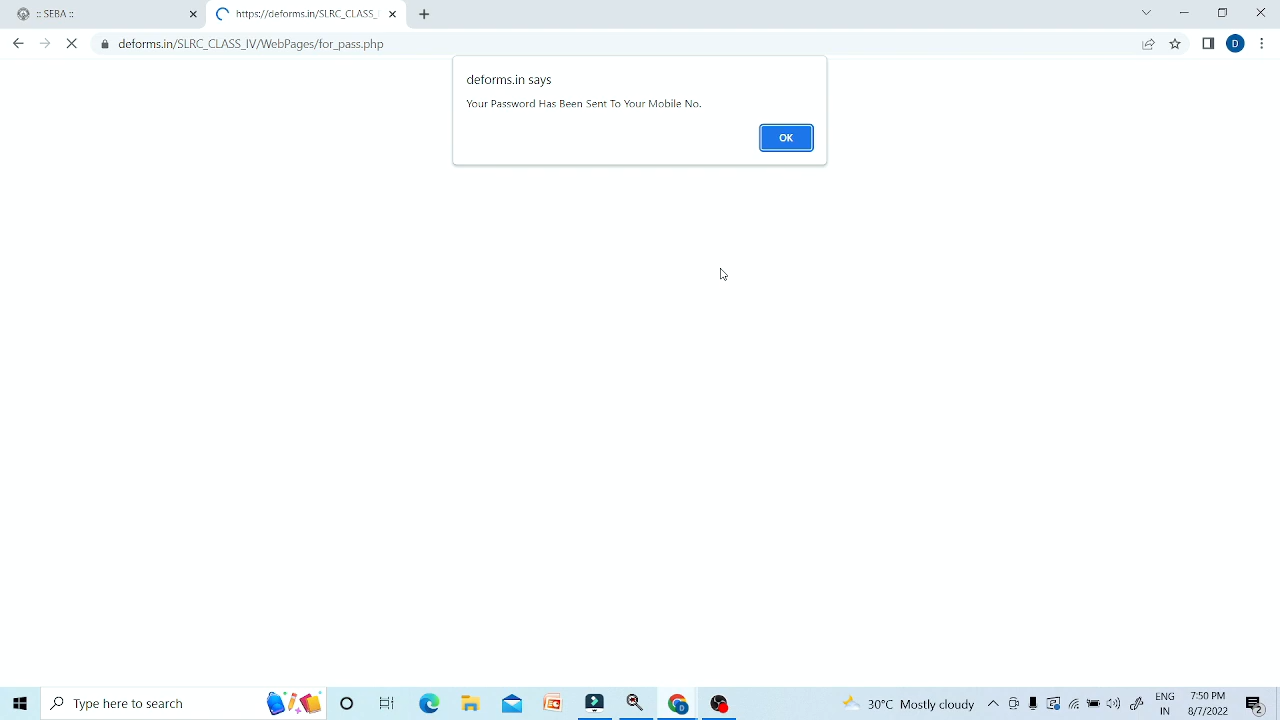 :: SEBA ::
https://deforms.in/SLRC_CLASS_I
deforms.in/SLRC_CLASS_IV/WebPages/for_pass.php
D
deforms.in says
Your Password Has Been Sent To Your Mobile No.
OK
Type here to search
D
30°C Mostly cloudy
ENG
IN
7:50 PM
8/7/2022
2